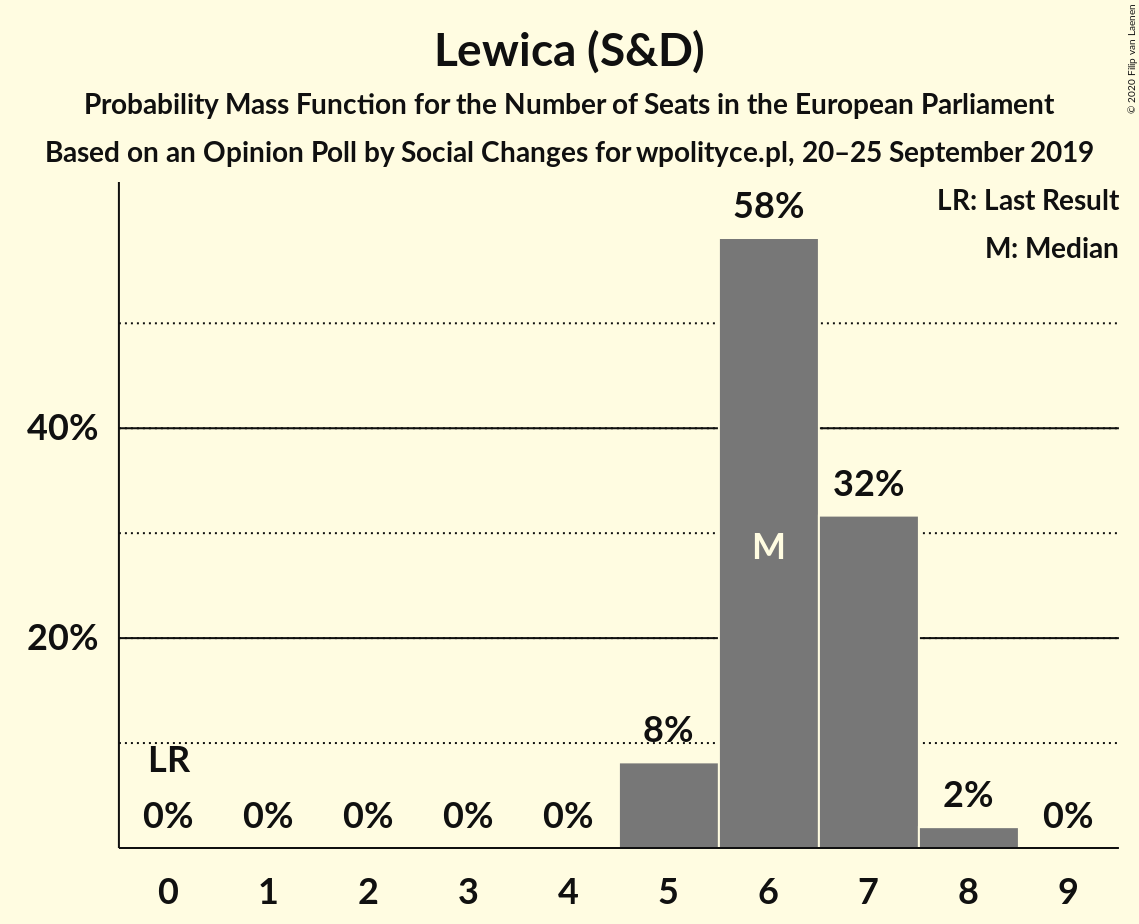 Lewica (S&D)
Probability Mass Function for the Number of Seats in the European Parliament
Based on an Opinion Poll by Social Changes for wpolityce.pl, 20–25 September 2019
© 2020 Filip van Laenen
LR: Last Result
M: Median
58%
40%
32%
M
20%
8%
LR
2%
0% 0% 0% 0% 0% 0%
0 1 2 3 4 5 6 7 8 9